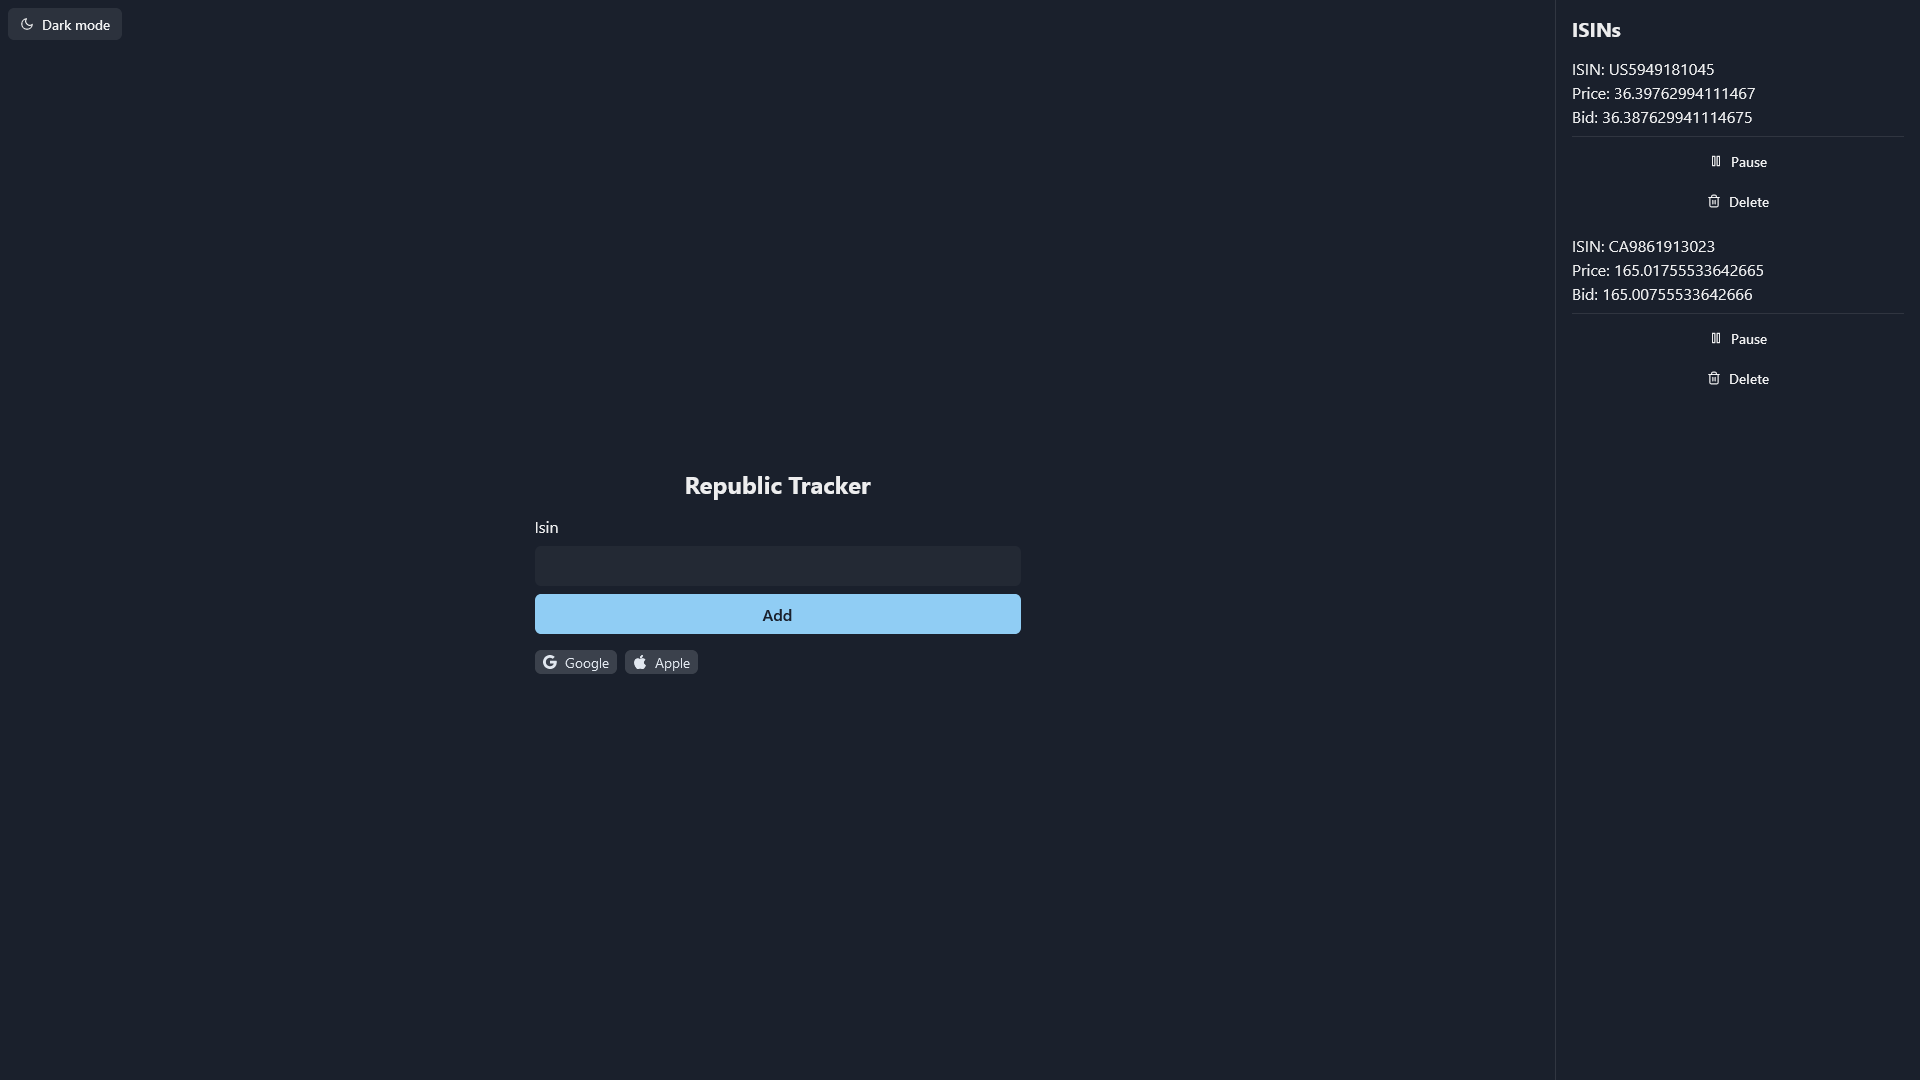 Dark mode
Republic Tracker
Isin
Add
Google Apple
ISINs
ISIN: US5949181045
Price: 36.39762994111467
Bid: 36.387629941114675
Pause
Delete
ISIN: CA9861913023
Price: 165.01755533642665
Bid: 165.00755533642666
Pause
Delete